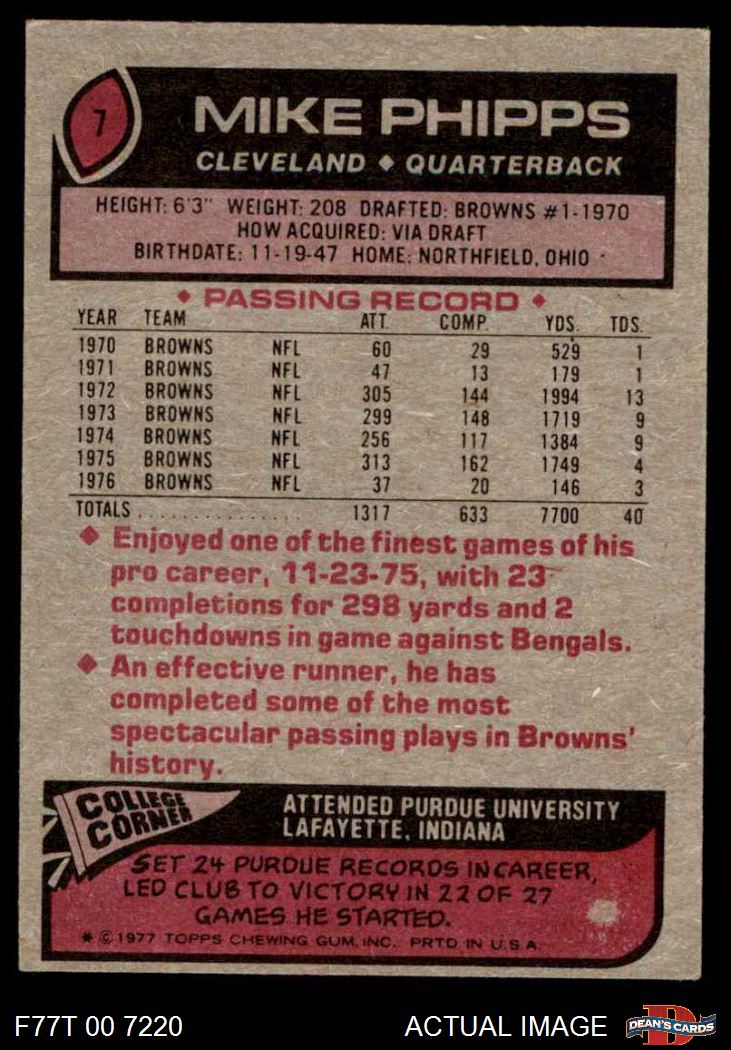 7
MIKE PHIPPS
CLEVELAND ♦ QUARTERBACK
HEIGHT: 6'3" WEIGHT: 208 DRAFTED: BROWNS #1-1970
HOW ACQUIRED: VIA DRAFT
BIRTHDATE: 11-19-47 HOME: NORTHFIELD, OHIO
♦ PASSING RECORD ♦
YEAR TEAM ATT. COMP. YDS. TDS.
1970 BROWNS NFL 60 29 529 1
1971 BROWNS NFL 47 13 179 1
1972 BROWNS NFL 305 144 1994 13
1973 BROWNS NFL 299 148 1719 9
1974 BROWNS NFL 256 117 1384 9
1975 BROWNS NFL 313 162 1749 4
1976 BROWNS NFL 37 20 146 3
TOTALS . . . . . . . . . . . . . . . . 1317 633 7700 40
♦ Enjoyed one of the finest games of his
pro career, 11-23-75, with 23
completions for 298 yards and 2
touchdowns in game against Bengals.
♦ An effective runner, he has
completed some of the most
spectacular passing plays in Browns'
history.
COLLEGE
CORNER
ATTENDED PURDUE UNIVERSITY
LAFAYETTE, INDIANA
SET 24 PURDUE RECORDS IN CAREER,
LED CLUB TO VICTORY IN 22 OF 27
GAMES HE STARTED.
* © 1977 TOPPS CHEWING GUM, INC. PRTD. IN U.S.A.
F77T 00 7220
ACTUAL IMAGE
D
DEAN'S CARDS